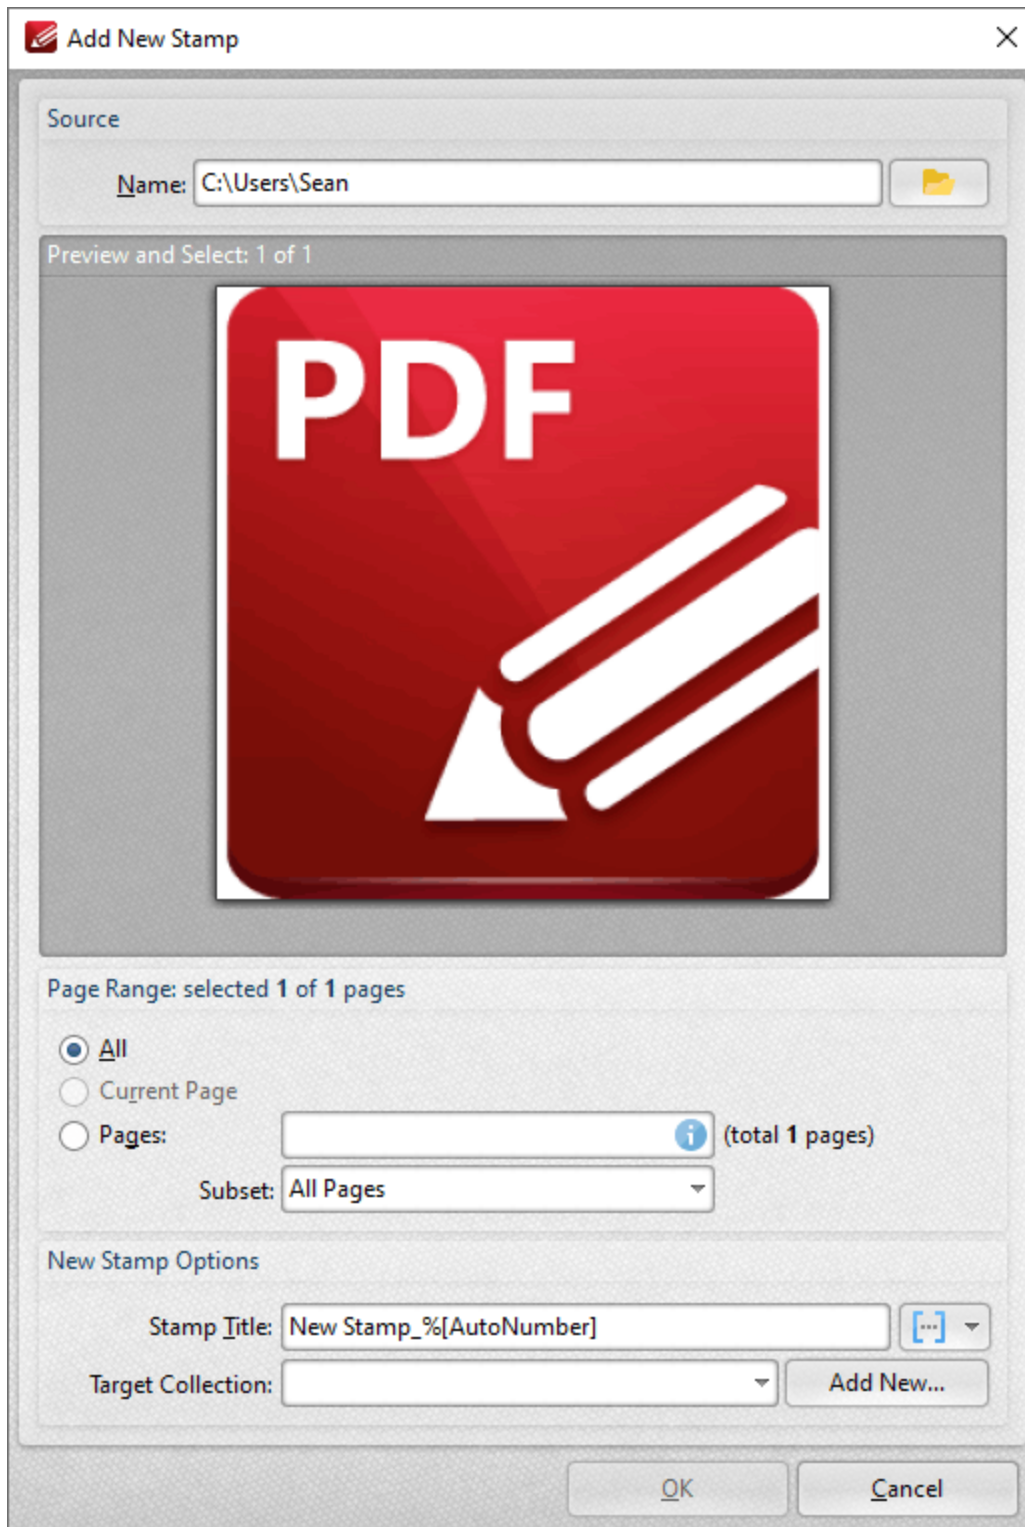 Add New Stamp
Source
Name: C:\Users\Sean
Preview and Select: 1 of 1
PDF
Page Range: selected 1 of 1 pages
All
Current Page
Pages: (total 1 pages)
Subset: All Pages
New Stamp Options
Stamp Title: New Stamp_%[AutoNumber]
Target Collection: Add New...
OK Cancel